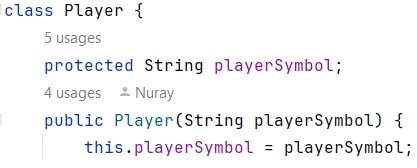 class Player {
5 usages
protected String playerSymbol;
4 usages Nuray
public Player(String playerSymbol) {
this.playerSymbol = playerSymbol;